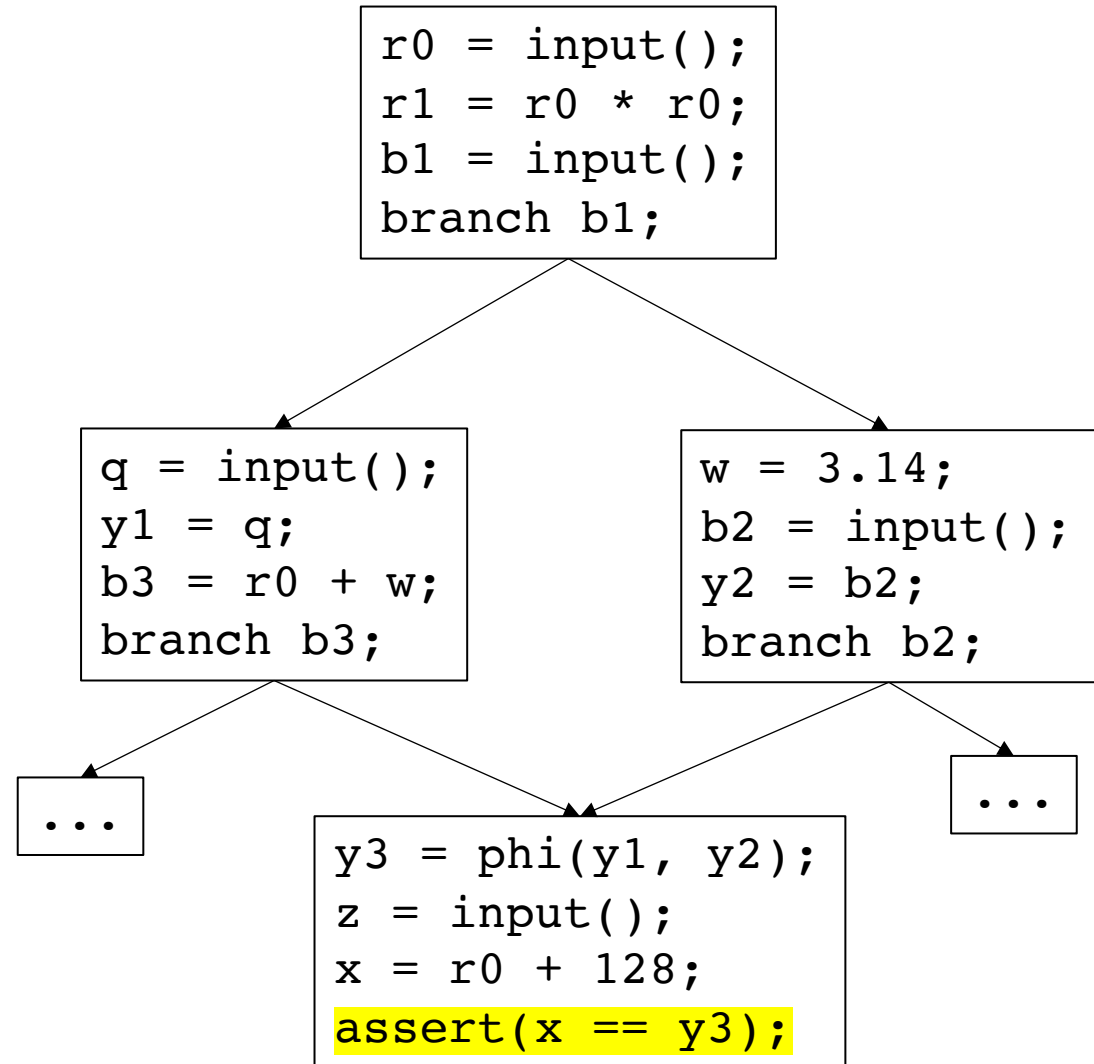 r0 = input();
r1 = r0 * r0;
b1 = input();
branch b1;
q = input();
y1 = q;
b3 = r0 + w;
branch b3;
w = 3.14;
b2 = input();
y2 = b2;
branch b2;
...
...
y3 = phi(y1, y2);
z = input();
x = r0 + 128;
assert(x == y3);